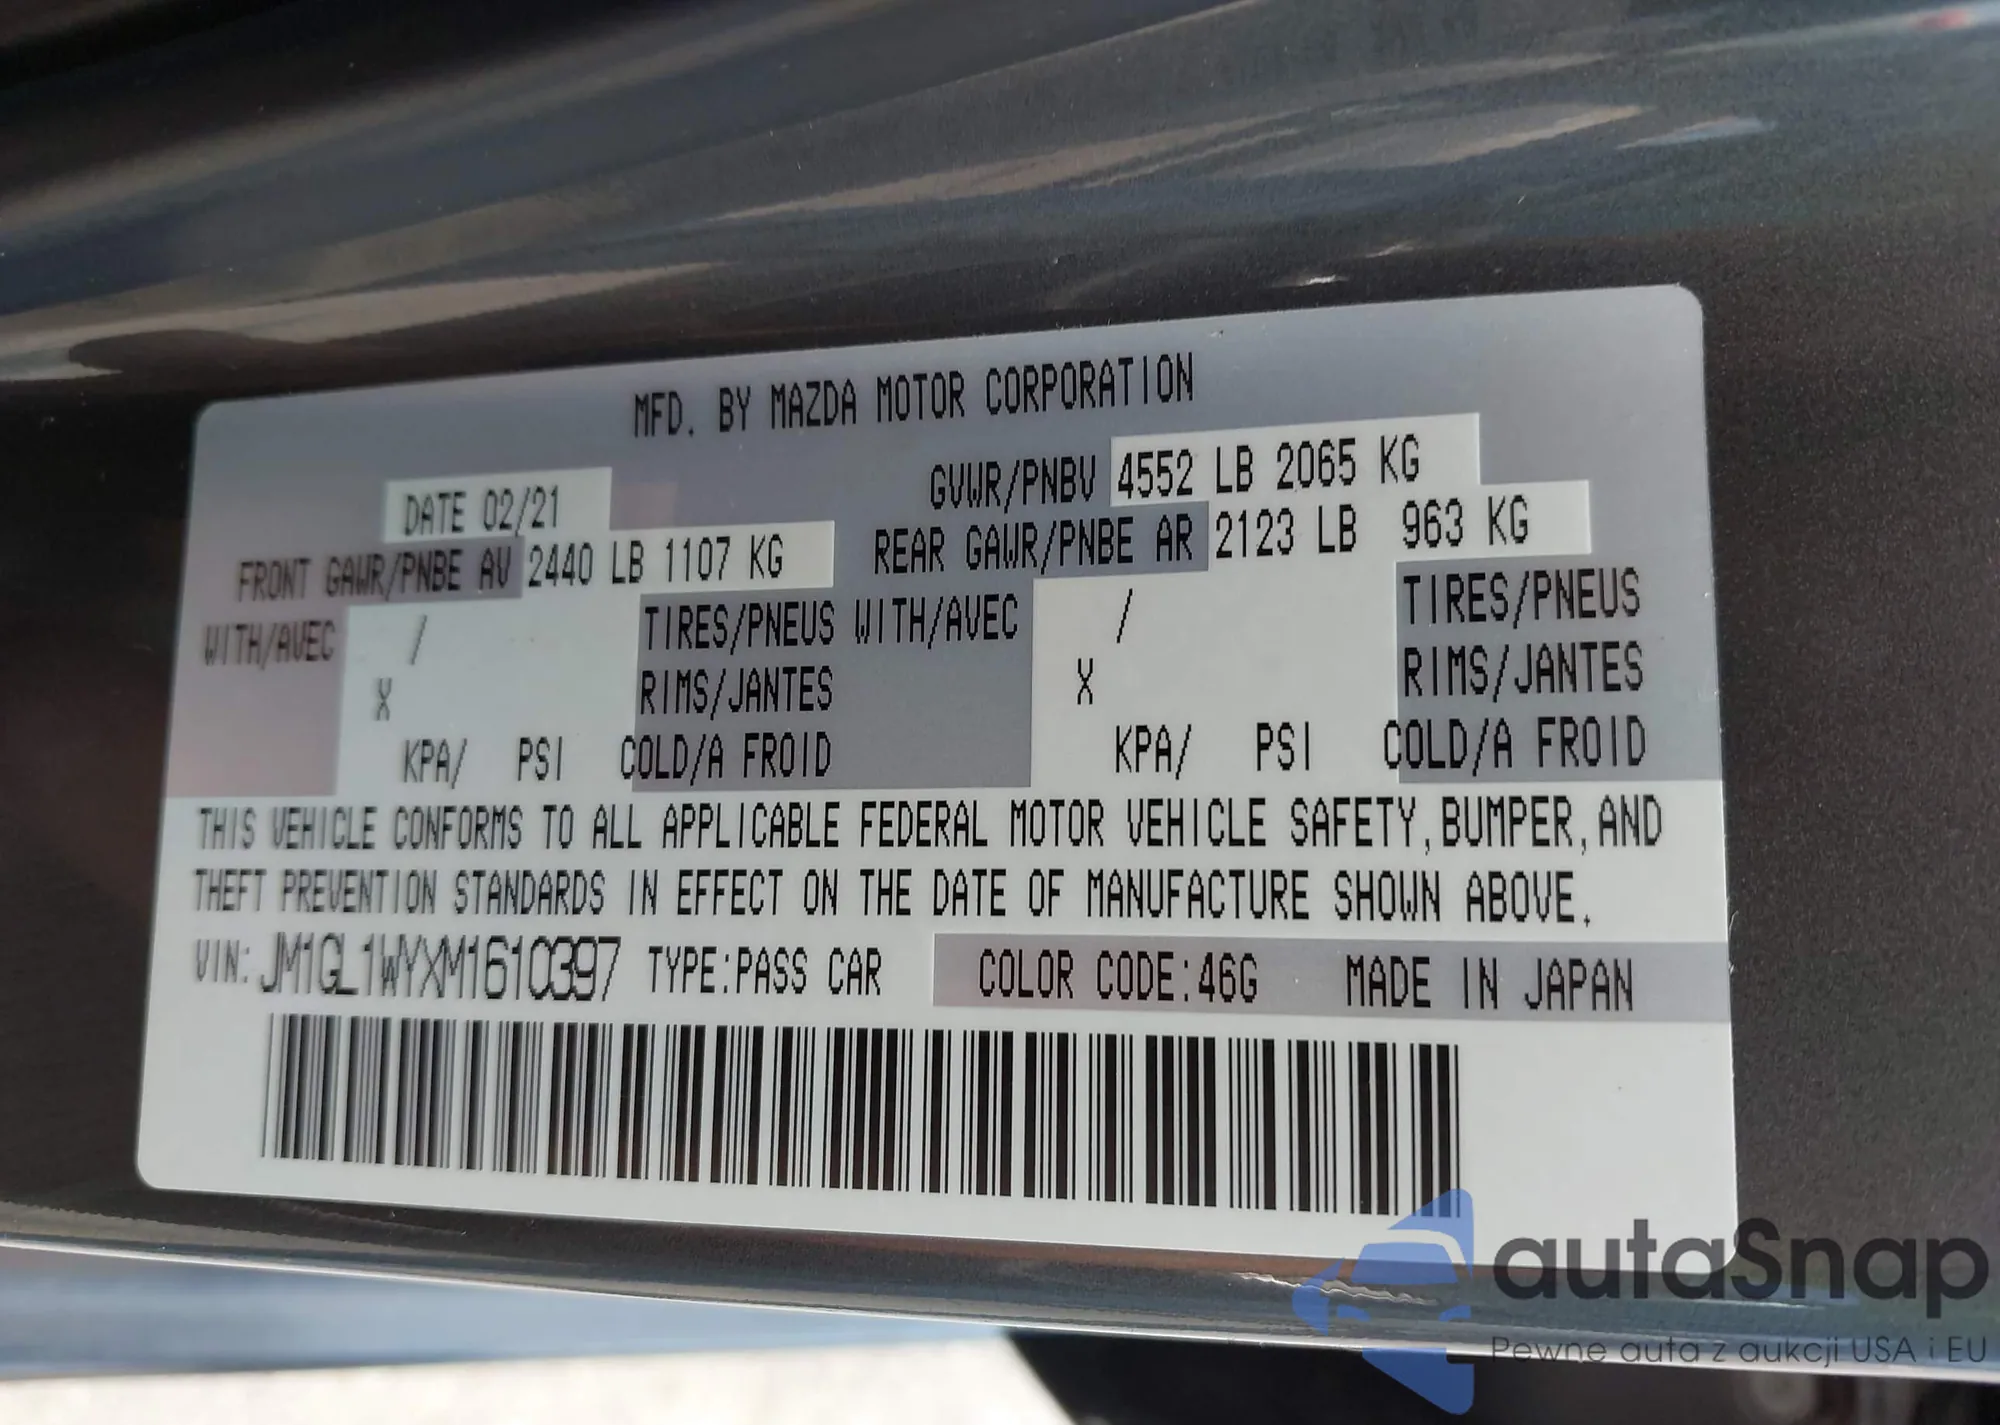 MFD. BY MAZDA MOTOR CORPORATION
DATE 02/21 GVWR/PNBV 4552 LB 2065 KG
FRONT GAWR/PNBE AV 2440 LB 1107 KG REAR GAWR/PNBE AR 2123 LB 963 KG
WITH/AVEC / TIRES/PNEUS WITH/AVEC / TIRES/PNEUS
X RIMS/JANTES X RIMS/JANTES
KPA/ PSI COLD/A FROID KPA/ PSI COLD/A FROID
THIS VEHICLE CONFORMS TO ALL APPLICABLE FEDERAL MOTOR VEHICLE SAFETY, BUMPER, AND
THEFT PREVENTION STANDARDS IN EFFECT ON THE DATE OF MANUFACTURE SHOWN ABOVE.
VIN: JM1GL1WYXM1610397 TYPE:PASS CAR COLOR CODE:46G MADE IN JAPAN
autaSnap
Pewne auta z aukcji USA i EU